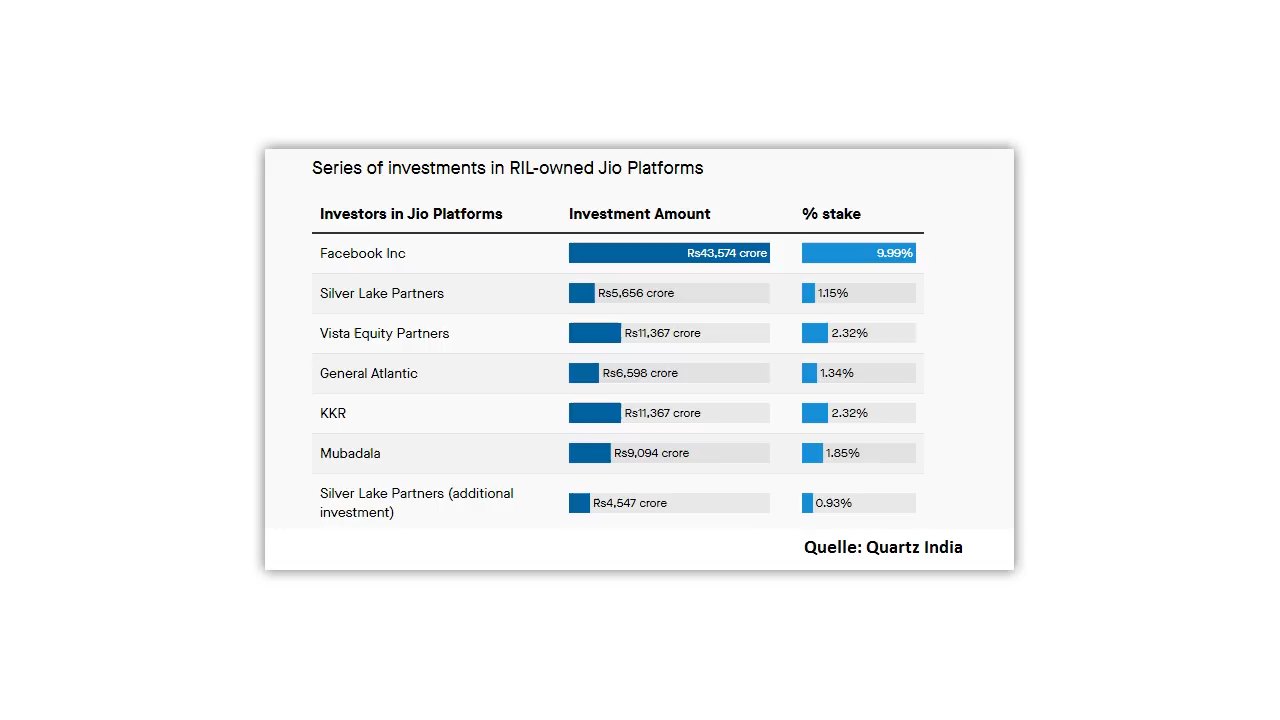 Series of investments in RIL-owned Jio Platforms
Investors in Jio Platforms Investment Amount % stake
Facebook Inc Rs43,574 crore 9.99%
Silver Lake Partners Rs5,656 crore 1.15%
Vista Equity Partners Rs11,367 crore 2.32%
General Atlantic Rs6,598 crore 1.34%
KKR Rs11,367 crore 2.32%
Mubadala Rs9,094 crore 1.85%
Silver Lake Partners (additional
investment) Rs4,547 crore 0.93%
Quelle: Quartz India